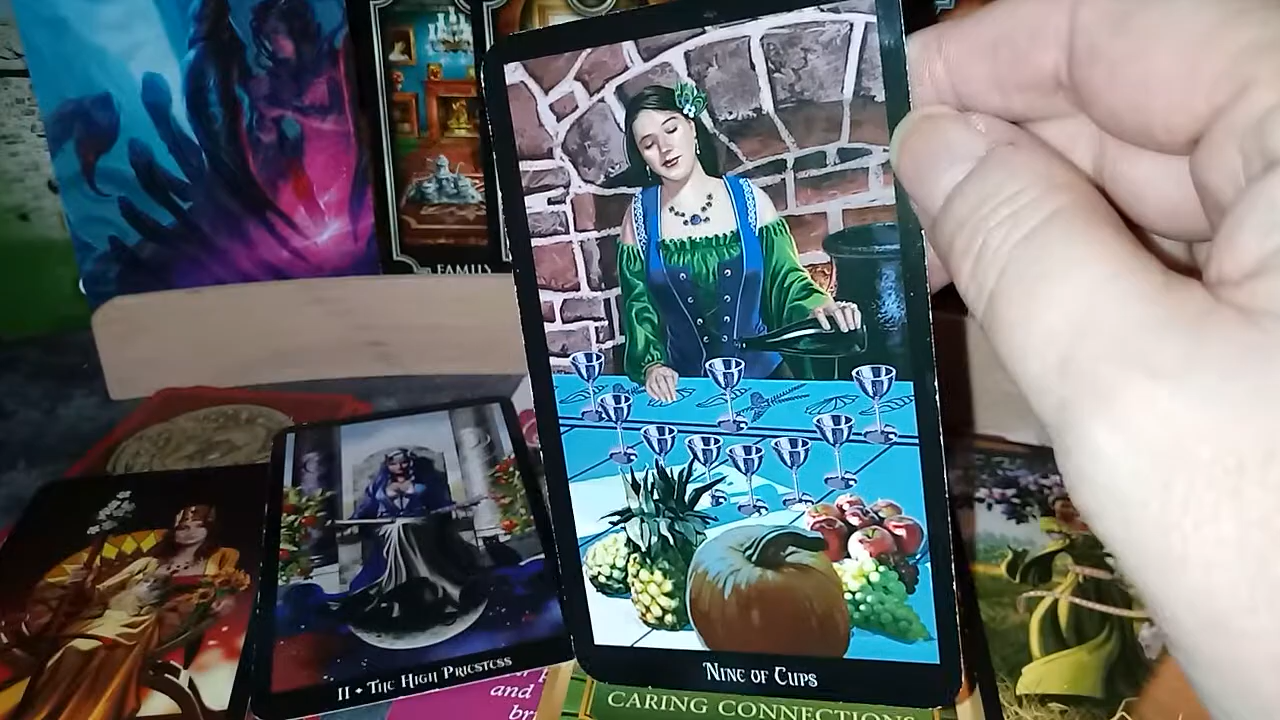 FAMILY
NINE OF CUPS
II • THE HIGH PRIESTESS
and
CARING CONNECTIONS